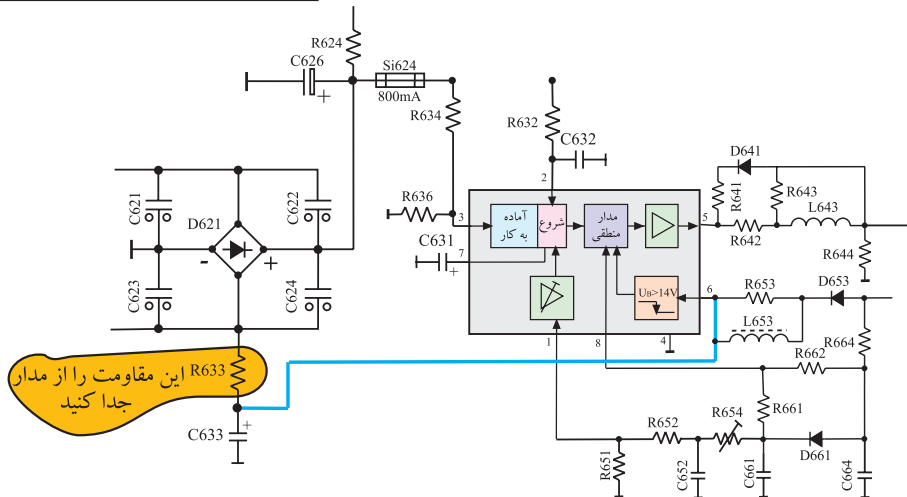 R624
C626
+
Si624
800mA
R634
R632
C632
2
C621
C622
D621
-
+
C623
C624
R636
3
C631
+
7
آماده
به کار
شروع
مدار
منطقی
U_B>14V
5
6
1
8
4
D641
R641
R643
L643
R642
R644
R653
D653
L653
R664
R662
R661
R654
R652
R651
C652
C661
D661
C664
R633
این مقاومت را از مدار
جدا کنید
+
C633